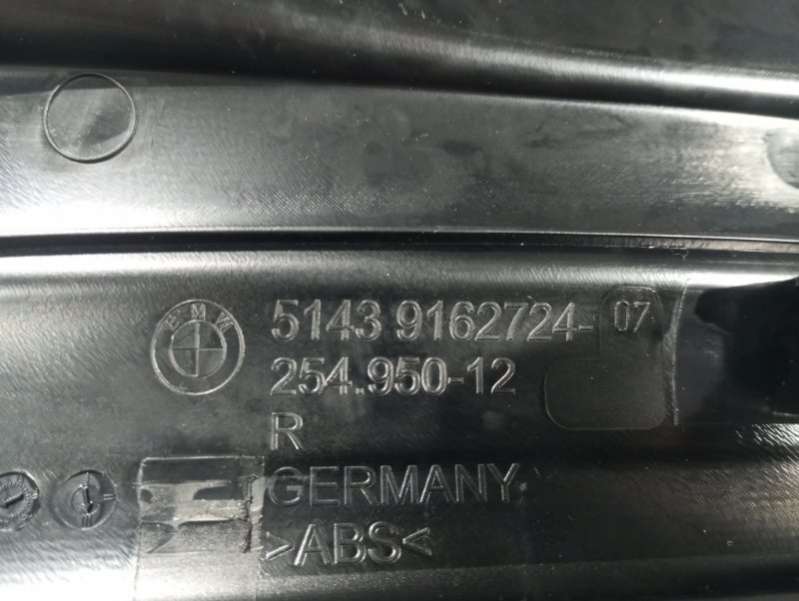 BMW
5143 9162724-07
254.950-12
R
GERMANY
>ABS<